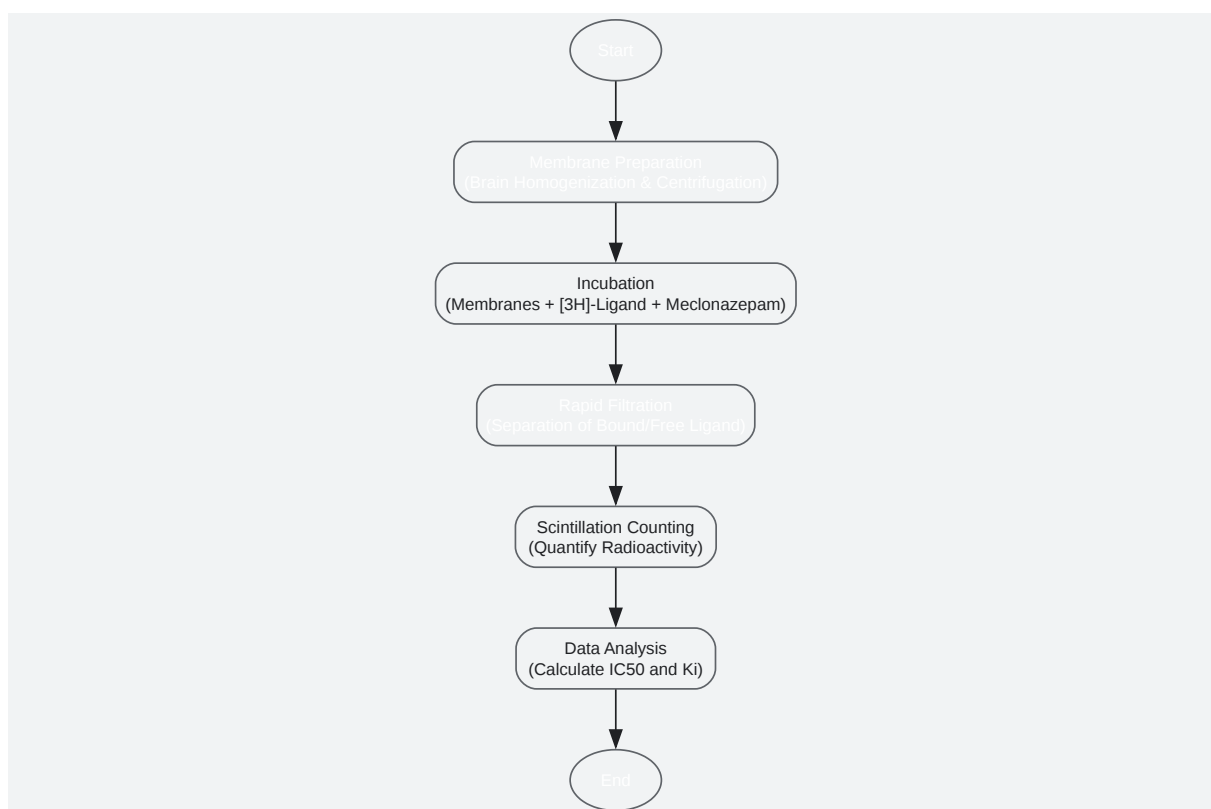 Start
Membrane Preparation
(Brain Homogenization & Centrifugation)
Incubation
(Membranes + [3H]-Ligand + Meclonazepam)
Rapid Filtration
(Separation of Bound/Free Ligand)
Scintillation Counting
(Quantify Radioactivity)
Data Analysis
(Calculate IC50 and Ki)
End